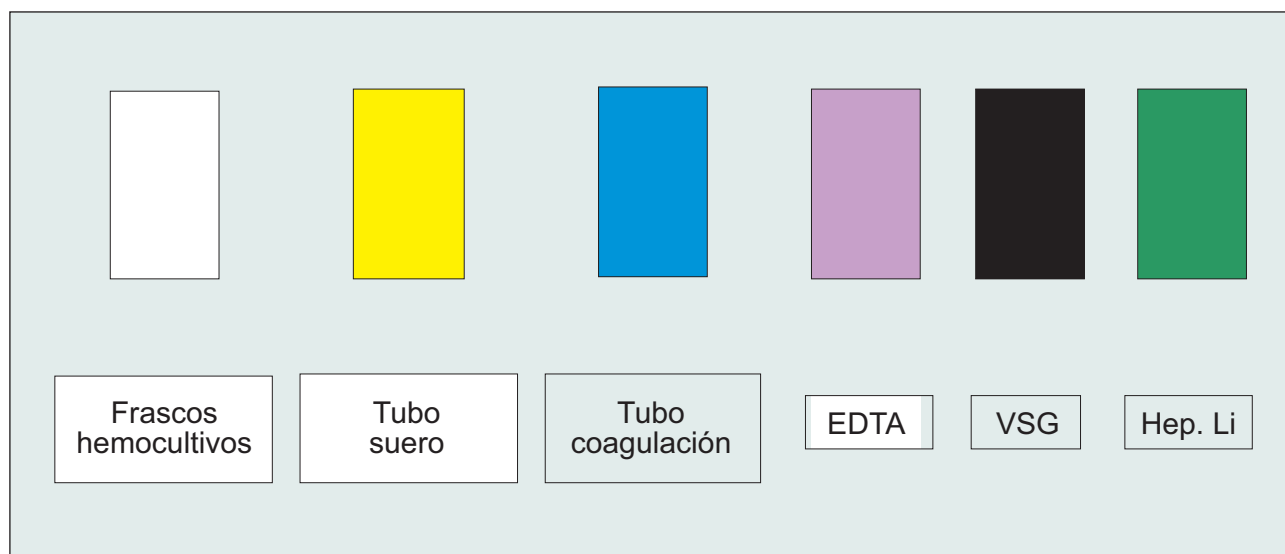 Frascos
hemocultivos
Tubo
suero
Tubo
coagulación
EDTA
VSG
Hep. Li